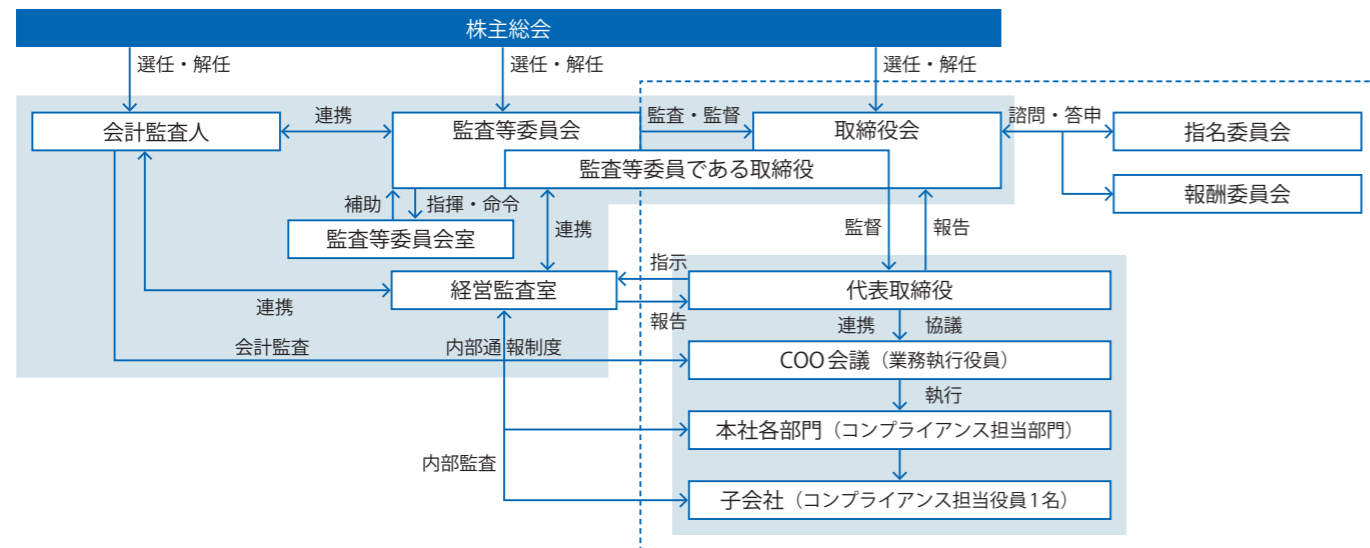 株主総会
選任・解任
選任・解任
選任・解任
会計監査人
連携
監査等委員会
監査・監督
取締役会
諮問・答申
指名委員会
監査等委員である取締役
報酬委員会
補助
指揮・命令
連携
監督
報告
監査等委員会室
指示
経営監査室
代表取締役
連携
報告
連携
協議
会計監査
内部通報制度
COO会議（業務執行役員）
執行
本社各部門（コンプライアンス担当部門）
内部監査
子会社（コンプライアンス担当役員1名）